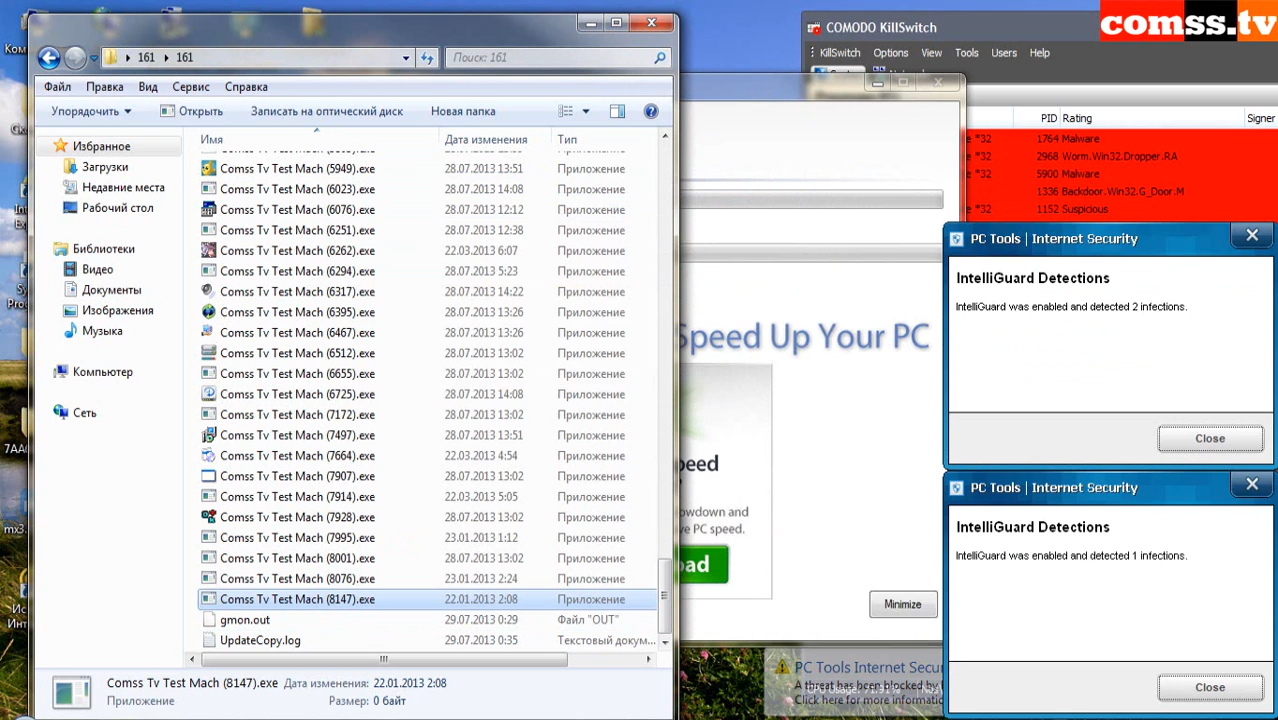 COMODO KillSwitch
comss.tv
161 161
Поиск: 161
KillSwitch Options View Tools Users Help
Файл Правка Вид Сервис Справка
Упорядочить Открыть Записать на оптический диск Новая папка
PID Rating Signer
Имя Дата изменения Тип
Избранное
Загрузки
Недавние места
Рабочий стол
Библиотеки
Видео
Документы
Изображения
Музыка
Компьютер
Сеть
Comss Tv Test Mach (5949).exe 28.07.2013 13:51 Приложение
Comss Tv Test Mach (6023).exe 28.07.2013 14:08 Приложение
Comss Tv Test Mach (6076).exe 28.07.2013 12:12 Приложение
Comss Tv Test Mach (6251).exe 28.07.2013 12:38 Приложение
Comss Tv Test Mach (6262).exe 22.03.2013 6:07 Приложение
Comss Tv Test Mach (6294).exe 28.07.2013 5:23 Приложение
Comss Tv Test Mach (6337).exe 28.07.2013 14:22 Приложение
Comss Tv Test Mach (6395).exe 28.07.2013 13:26 Приложение
Comss Tv Test Mach (6467).exe 28.07.2013 13:26 Приложение
Comss Tv Test Mach (6512).exe 28.07.2013 13:02 Приложение
Comss Tv Test Mach (6655).exe 28.07.2013 13:02 Приложение
Comss Tv Test Mach (6725).exe 28.07.2013 14:08 Приложение
Comss Tv Test Mach (7172).exe 28.07.2013 13:02 Приложение
Comss Tv Test Mach (7497).exe 28.07.2013 13:51 Приложение
Comss Tv Test Mach (7664).exe 22.03.2013 4:54 Приложение
Comss Tv Test Mach (7907).exe 28.07.2013 13:02 Приложение
Comss Tv Test Mach (7914).exe 22.03.2013 5:05 Приложение
Comss Tv Test Mach (7928).exe 28.07.2013 13:02 Приложение
Comss Tv Test Mach (7995).exe 23.01.2013 1:12 Приложение
Comss Tv Test Mach (8001).exe 28.07.2013 13:02 Приложение
Comss Tv Test Mach (8076).exe 23.01.2013 2:24 Приложение
Comss Tv Test Mach (8147).exe 22.01.2013 2:08 Приложение
gmon.out 29.07.2013 0:29 Файл "OUT"
UpdateCopy.log 29.07.2013 0:35 Текстовый докум...
Comss Tv Test Mach (8147).exe Дата изменения: 22.01.2013 2:08
Приложение Размер: 0 байт
e *32 1764 Malware
2968 Worm.Win32.Dropper.RA
e *32 5900 Malware
1336 Backdoor.Win32.G_Door.M
*32 1152 Suspicious
PC Tools | Internet Security
IntelliGuard Detections
IntelliGuard was enabled and detected 2 infections.
Close
PC Tools | Internet Security
IntelliGuard Detections
IntelliGuard was enabled and detected 1 infections.
Close
Speed Up Your PC
peed
owdown and
ve PC speed.
oad
Minimize
PC Tools Internet Secur
A threat has been blocked by
CPU Usage: 71.91%
Click here for more informatio
7AA
mx3